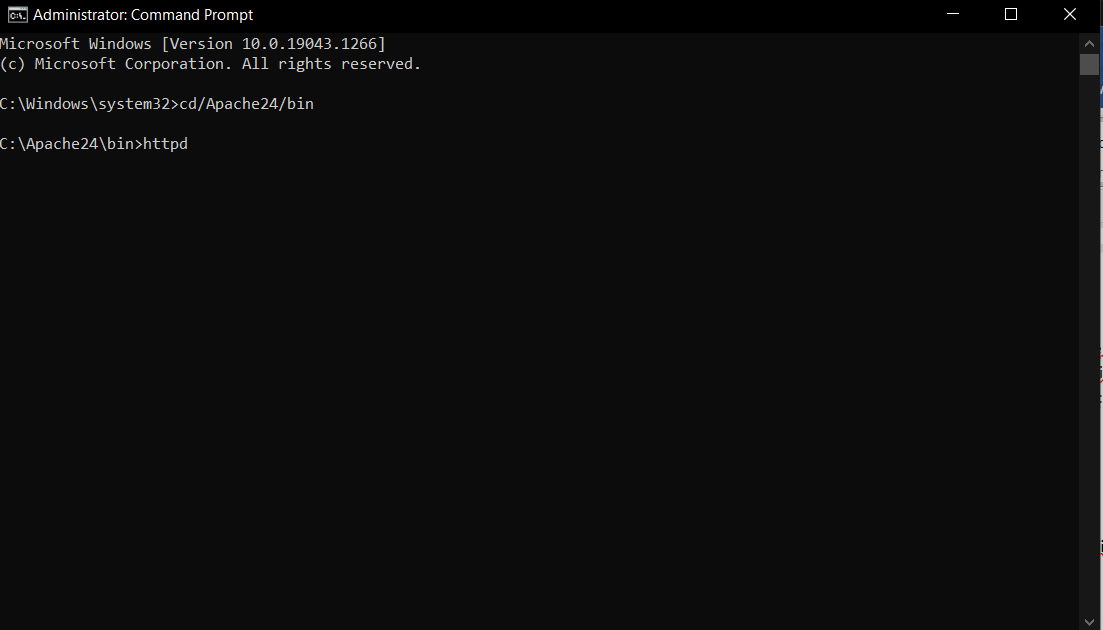 Administrator: Command Prompt
Microsoft Windows [Version 10.0.19043.1266]
(c) Microsoft Corporation. All rights reserved.
C:\Windows\system32>cd/Apache24/bin
C:\Apache24\bin>httpd